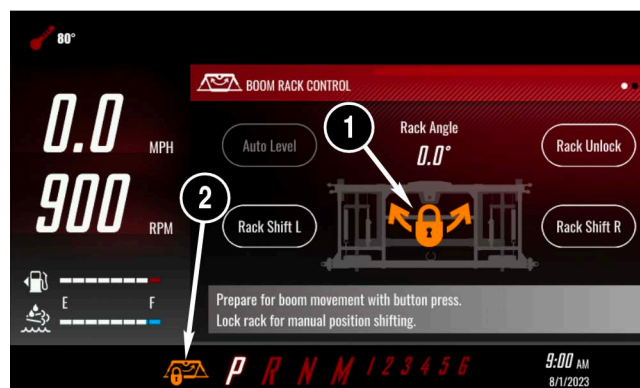 80°
BOOM RACK CONTROL
0.0 MPH
900 RPM
1
Auto Level
Rack Angle
0.0°
Rack Unlock
2
Rack Shift L
Rack Shift R
E F
Prepare for boom movement with button press.
Lock rack for manual position shifting.
P R N M 1 2 3 4 5 6
9:00 AM
8/1/2023